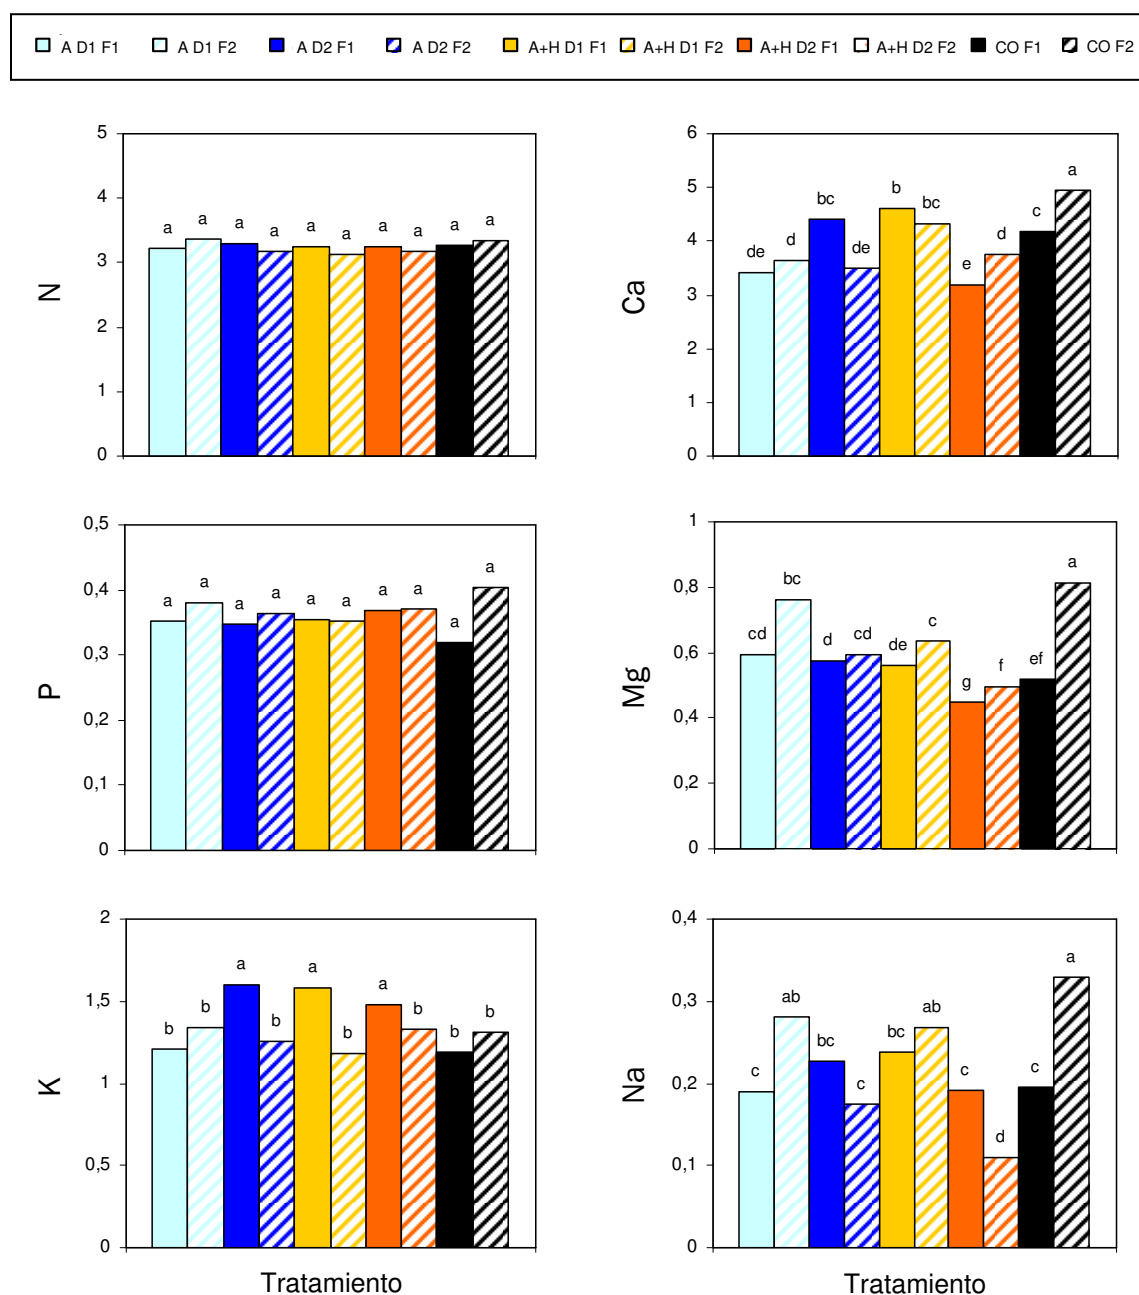 A D1 F1 A D1 F2 A D2 F1 A D2 F2 A+H D1 F1 A+H D1 F2 A+H D2 F1 A+H D2 F2 CO F1 CO F2
N
5
4
3
2
1
0
a a a a a a a a a a
Ca
6
5
4
3
2
1
0
de d bc de b bc e d c a
P
0,5
0,4
0,3
0,2
0,1
0
a a a a a a a a a a
Mg
1
0,8
0,6
0,4
0,2
0
cd bc d cd de c g f ef a
K
2
1,5
1
0,5
0
b b a b a b a b b b
Tratamiento
Na
0,4
0,3
0,2
0,1
0
c ab bc c bc ab c d c a
Tratamiento